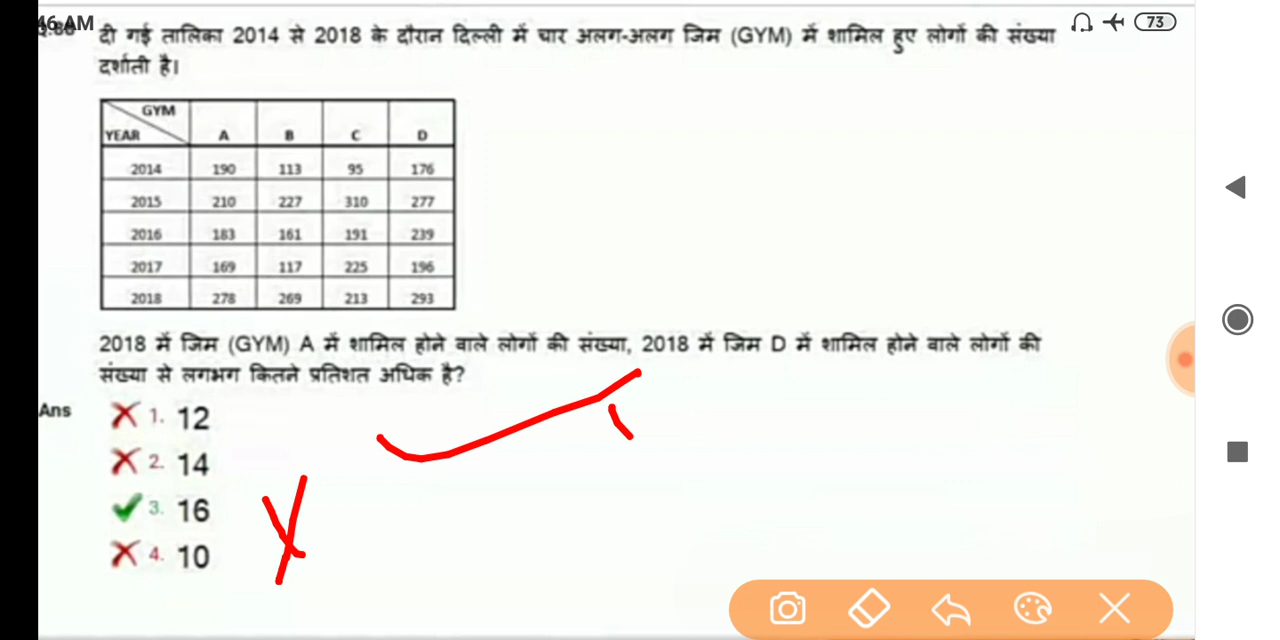 46 AM
73
दी गई तालिका 2014 से 2018 के दौरान दिल्ली में चार अलग-अलग जिम (GYM) में शामिल हुए लोगों की संख्या
दर्शाती है।
GYM
YEAR A B C D
2014 190 113 95 176
2015 210 227 310 277
2016 183 161 191 239
2017 169 117 225 196
2018 278 269 213 293
2018 में जिम (GYM) A में शामिल होने वाले लोगों की संख्या, 2018 में जिम D में शामिल होने वाले लोगों की
संख्या से लगभग कितने प्रतिशत अधिक है?
Ans
1. 12
2. 14
3. 16
4. 10